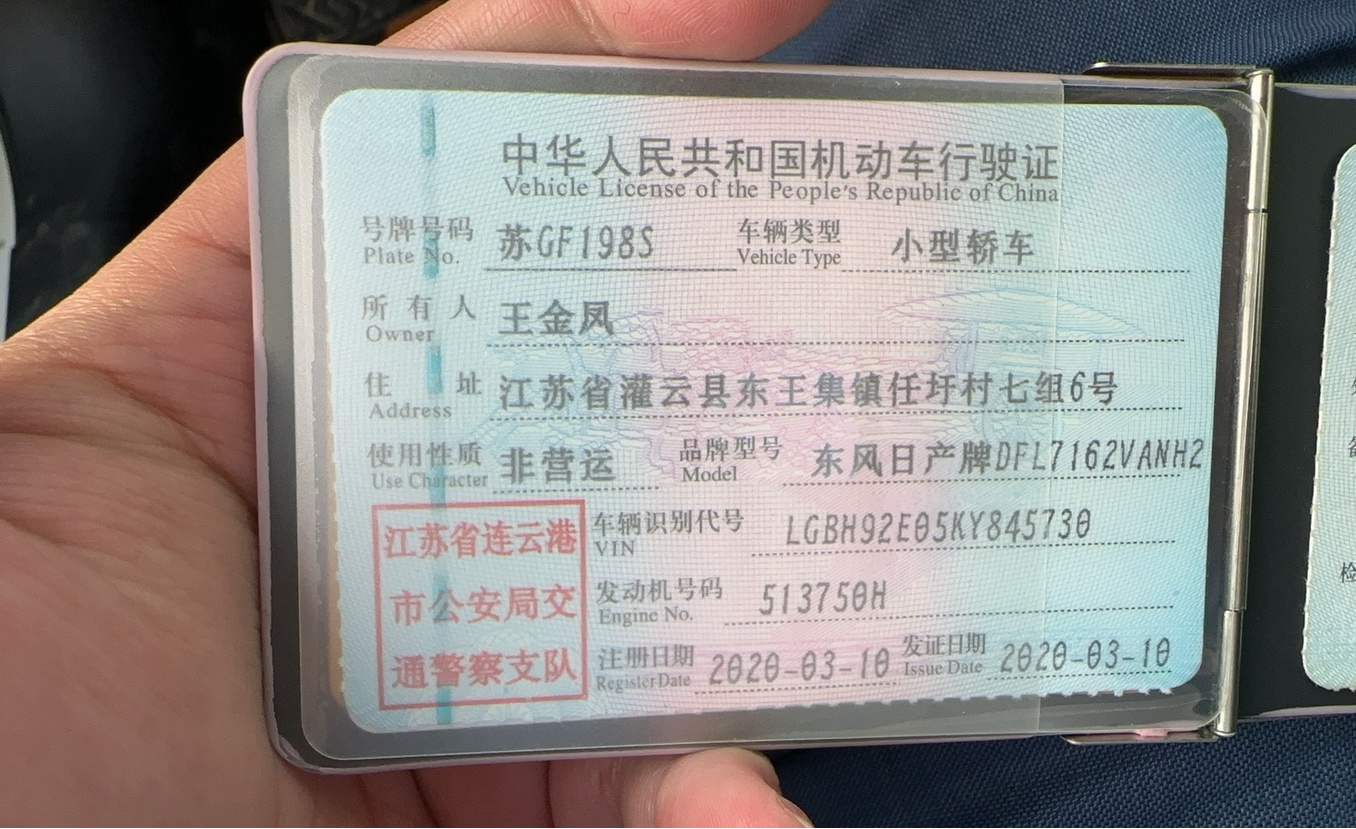 中华人民共和国机动车行驶证
Vehicle License of the People's Republic of China
号牌号码 苏GF198S 车辆类型 小型轿车
Plate No. Vehicle Type
所有人 王金凤
Owner
住址 江苏省灌云县东王集镇任圩村七组6号
Address
使用性质 非营运 品牌型号 东风日产牌DFL7162VANH2
Use Character Model
江苏省连云港
市公安局交
通警察支队
车辆识别代号 LGBH92E05KY845730
VIN
发动机号码 513750H
Engine No.
注册日期 2020-03-10 发证日期 2020-03-10
Register Date Issue Date
检